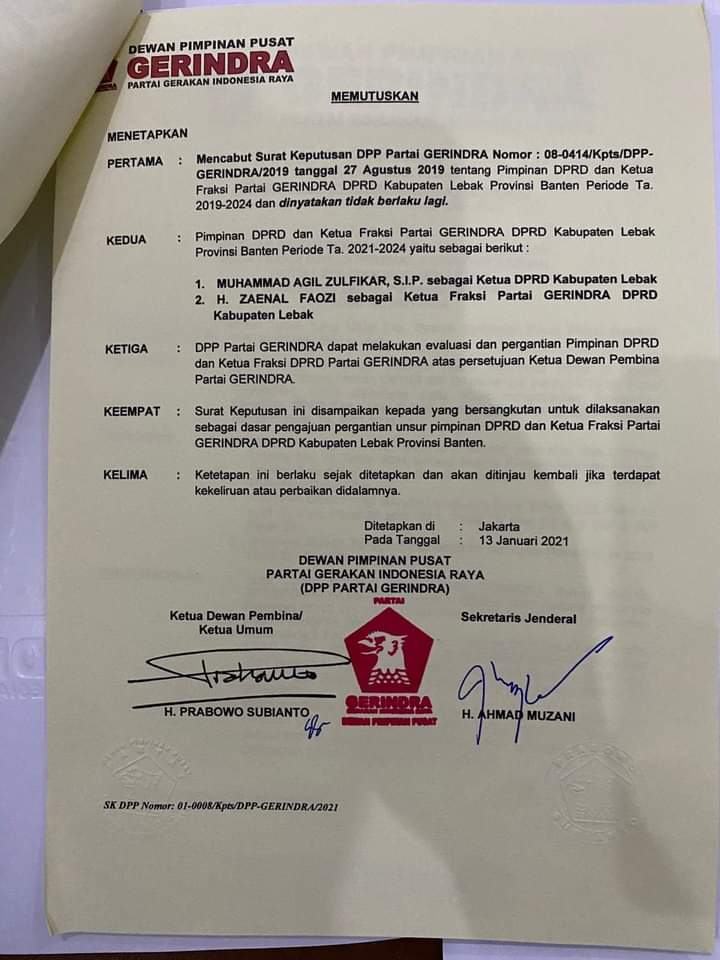 DEWAN PIMPINAN PUSAT
GERINDRA
PARTAI GERAKAN INDONESIA RAYA
MEMUTUSKAN
MENETAPKAN
PERTAMA : Mencabut Surat Keputusan DPP Partai GERINDRA Nomor : 08-0414/Kpts/DPP-
GERINDRA/2019 tanggal 27 Agustus 2019 tentang Pimpinan DPRD dan Ketua
Fraksi Partai GERINDRA DPRD Kabupaten Lebak Provinsi Banten Periode Ta.
2019-2024 dan dinyatakan tidak berlaku lagi.
KEDUA : Pimpinan DPRD dan Ketua Fraksi Partai GERINDRA DPRD Kabupaten Lebak
Provinsi Banten Periode Ta. 2021-2024 yaitu sebagai berikut :
1. MUHAMMAD AGIL ZULFIKAR, S.I.P. sebagai Ketua DPRD Kabupaten Lebak
2. H. ZAENAL FAOZI sebagai Ketua Fraksi Partai GERINDRA DPRD
Kabupaten Lebak
KETIGA : DPP Partai GERINDRA dapat melakukan evaluasi dan pergantian Pimpinan DPRD
dan Ketua Fraksi DPRD Partai GERINDRA atas persetujuan Ketua Dewan Pembina
Partai GERINDRA.
KEEMPAT : Surat Keputusan ini disampaikan kepada yang bersangkutan untuk dilaksanakan
sebagai dasar pengajuan pergantian unsur pimpinan DPRD dan Ketua Fraksi Partai
GERINDRA DPRD Kabupaten Lebak Provinsi Banten.
KELIMA : Ketetapan ini berlaku sejak ditetapkan dan akan ditinjau kembali jika terdapat
kekeliruan atau perbaikan didalamnya.
Ditetapkan di : Jakarta
Pada Tanggal : 13 Januari 2021
DEWAN PIMPINAN PUSAT
PARTAI GERAKAN INDONESIA RAYA
(DPP PARTAI GERINDRA)
Ketua Dewan Pembina/
Ketua Umum
Sekretaris Jenderal
PARTAI
GERINDRA
GERAKAN INDONESIA RAYA
DEWAN PIMPINAN PUSAT
H. PRABOWO SUBIANTO
H. AHMAD MUZANI
SK DPP Nomor: 01-0008/Kpts/DPP-GERINDRA/2021